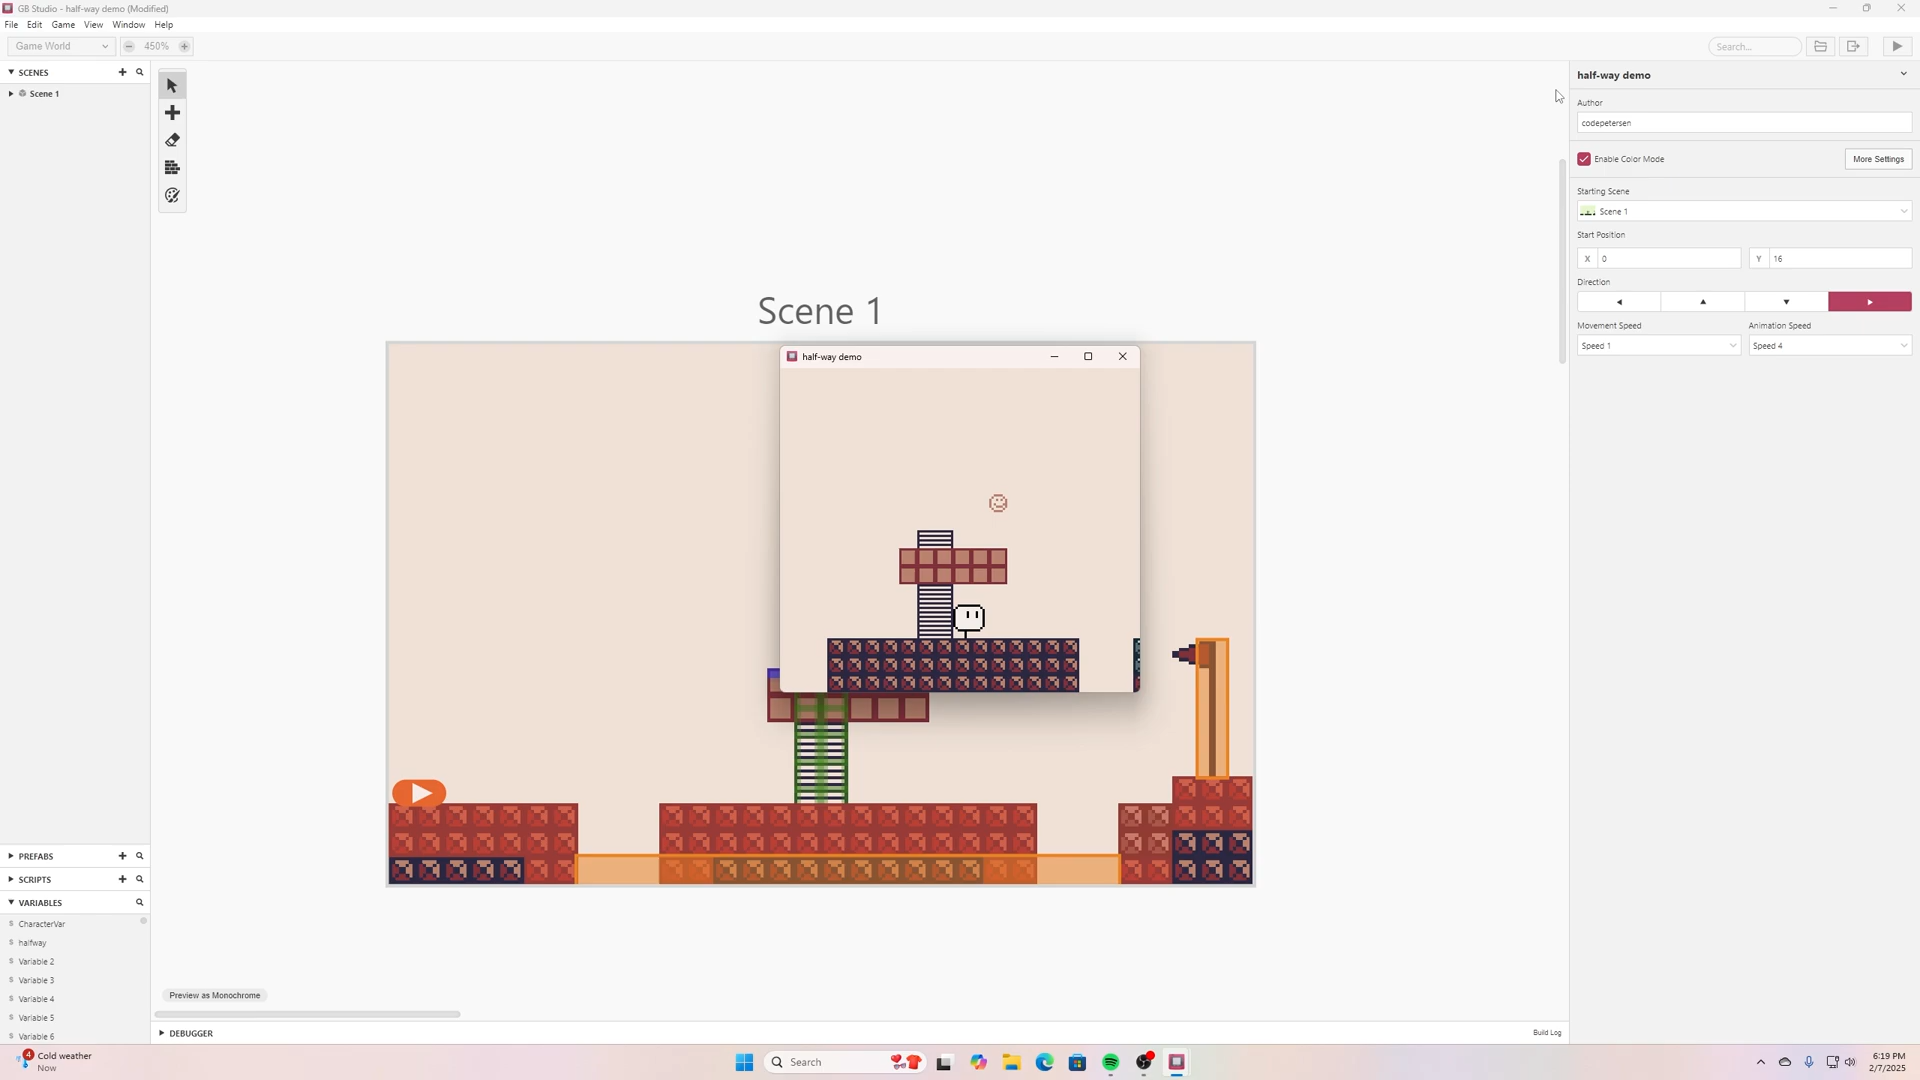 GB Studio - half-way demo (Modified)
File Edit Game View Window Help
Game World
450%
Search...
SCENES
Scene 1
half-way demo
Author
codepetersen
Enable Color Mode
More Settings
Starting Scene
Scene 1
Start Position
X 0 Y 16
Direction
Movement Speed Animation Speed
Speed 1 Speed 4
Scene 1
half-way demo
PREFABS
SCRIPTS
VARIABLES
S CharacterVar
S halfway
S Variable 2
S Variable 3
S Variable 4
S Variable 5
S Variable 6
Preview as Monochrome
DEBUGGER
Build Log
4
Cold weather
Now
Search
6:19 PM
2/7/2025